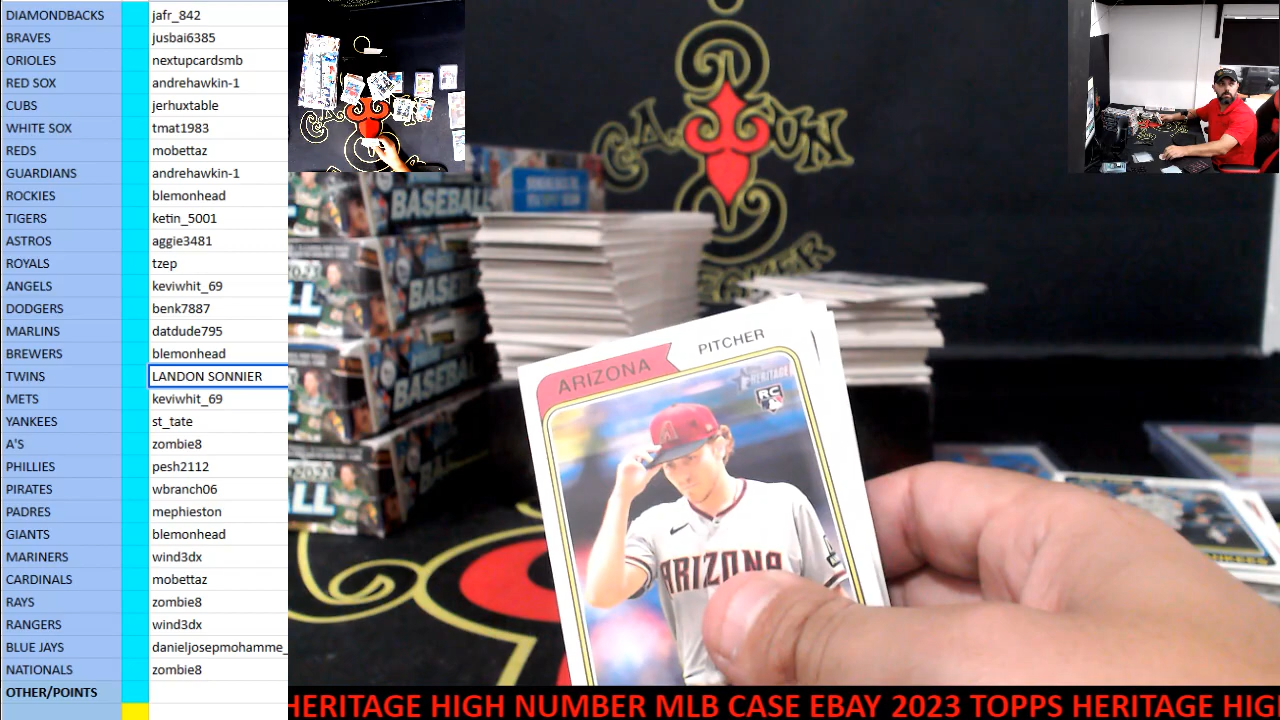 DIAMONDBACKS jafr_842
BRAVES jusbai6385
ORIOLES nextupcardsmb
RED SOX andrehawkin-1
CUBS jerhuxtable
WHITE SOX tmat1983
REDS mobettaz
GUARDIANS andrehawkin-1
ROCKIES blemonhead
TIGERS ketin_5001
ASTROS aggie3481
ROYALS tzep
ANGELS keviwhit_69
DODGERS benk7887
MARLINS datdude795
BREWERS blemonhead
TWINS LANDON SONNIER
METS keviwhit_69
YANKEES st_tate
A'S zombie8
PHILLIES pesh2112
PIRATES wbranch06
PADRES mephieston
GIANTS blemonhead
MARINERS wind3dx
CARDINALS mobettaz
RAYS zombie8
RANGERS wind3dx
BLUE JAYS danieljosepmohamme_
NATIONALS zombie8
OTHER/POINTS
BASEBALL
ARIZONA PITCHER
HERITAGE
RC
ARIZONA
HERITAGE HIGH NUMBER MLB CASE EBAY 2023 TOPPS HERITAGE HIG